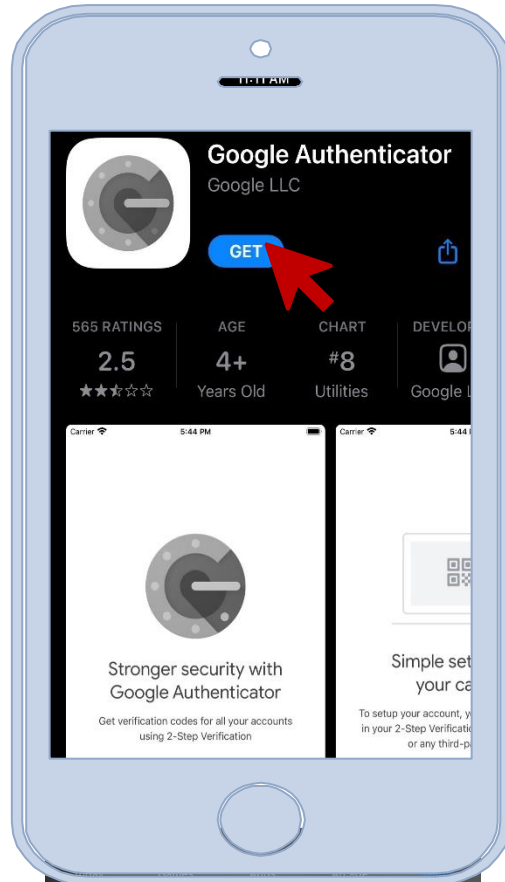 11:11 AM
Google Authenticator
Google LLC
GET
565 RATINGS
AGE
CHART
2.5
4+
#8
Years Old
Utilities
Google
Carrier
5:44 PM
Carrier
5:44
Stronger security with
Google Authenticator
Get verification codes for all your accounts
using 2-Step Verification
Simple set
your ca
To setup your account, y
in your 2-Step Verificatio
or any third-pa